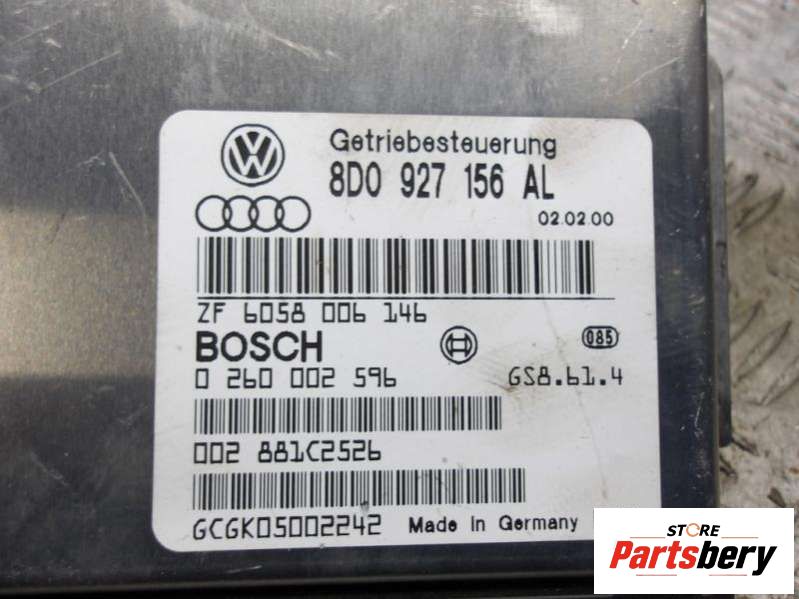 Getriebesteuerung
8D0 927 156 AL
02.02.00
ZF 6058 006 146
BOSCH
085
0 260 002 596
GS8.61.4
002 881C2526
GCGK05002242 Made In Germany
STORE
Partsbery